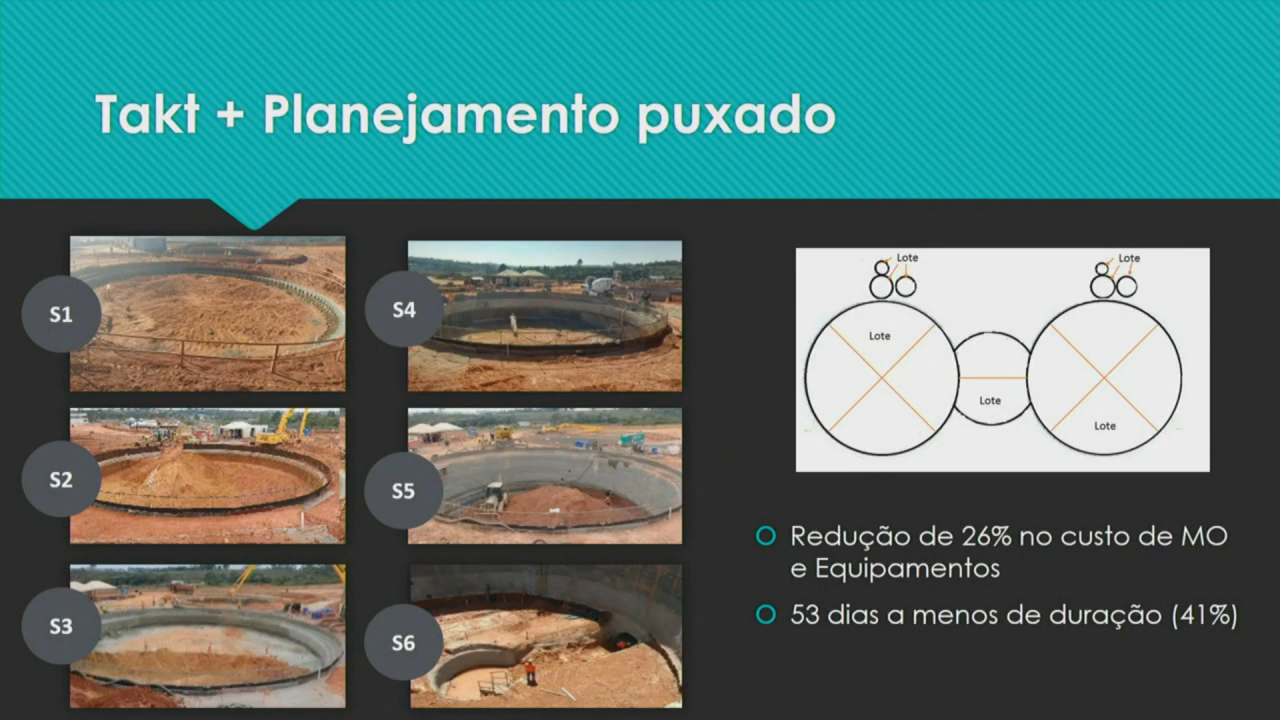 Takt + Planejamento puxado
S1
S2
S3
S4
S5
S6
Lote
Lote
Lote
Lote
Lote
Redução de 26% no custo de MO
e Equipamentos
53 dias a menos de duração (41%)